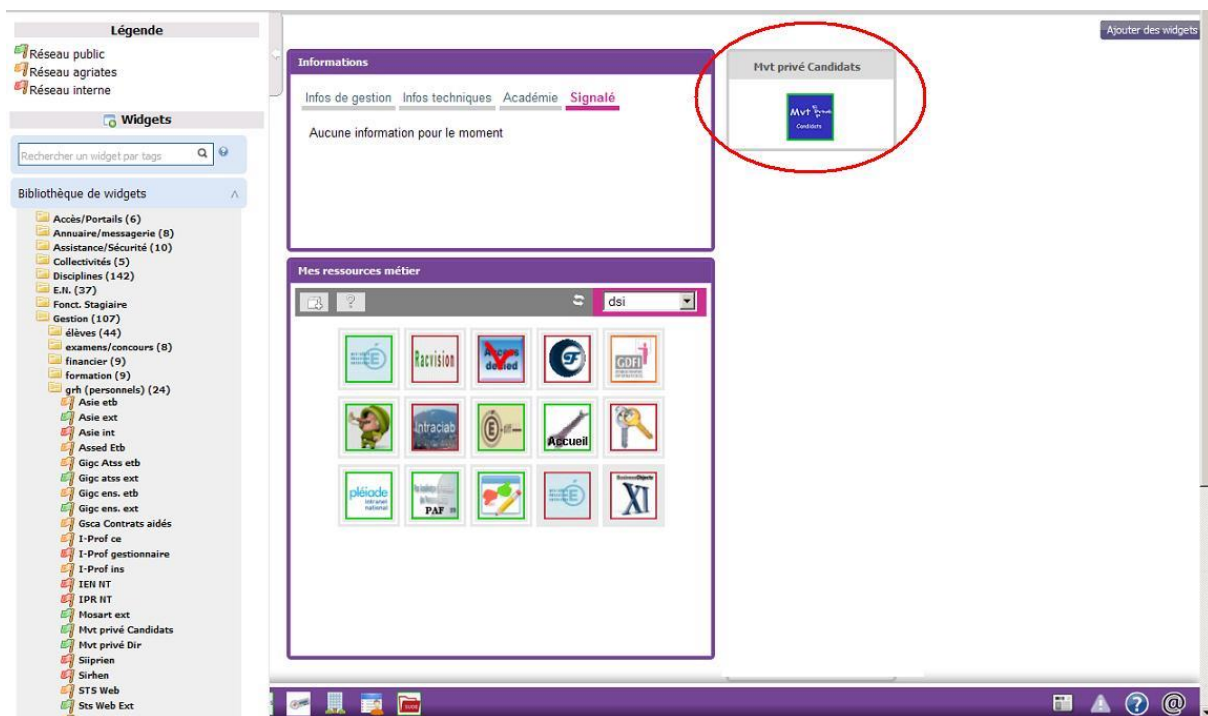 Légende
Réseau public
Réseau agriates
Réseau interne
Widgets
Rechercher un widget par tags
Bibliothèque de widgets
Accès/Portails (6)
Annuaire/messagerie (8)
Assistance/Sécurité (10)
Collectivités (5)
Disciplines (142)
E.N. (37)
Fonct. Stagiaire
Gestion (107)
élèves (44)
examens/concours (8)
financier (9)
formation (9)
grh (personnels) (24)
Asie etb
Asie ext
Asie int
Assed Etb
Gigc Atss etb
Gigc atss ext
Gigc ens. etb
Gigc ens. ext
Gsca Contrats aidés
I-Prof ce
I-Prof gestionnaire
I-Prof ins
IEN NT
IPR NT
Mosart ext
Mvt privé Candidats
Mvt privé Dir
Siiprien
Sirhen
STS Web
Sts Web Ext
Ajouter des widgets
Informations
Infos de gestion Infos techniques Académie Signalé
Aucune information pour le moment
Mvt privé Candidats
Mvt
Candidats
Mes ressources métier
? dsi
Racvision
denied
GDFI
Intraciab
Accueil
pléiade
intranet
national
PAF
XI